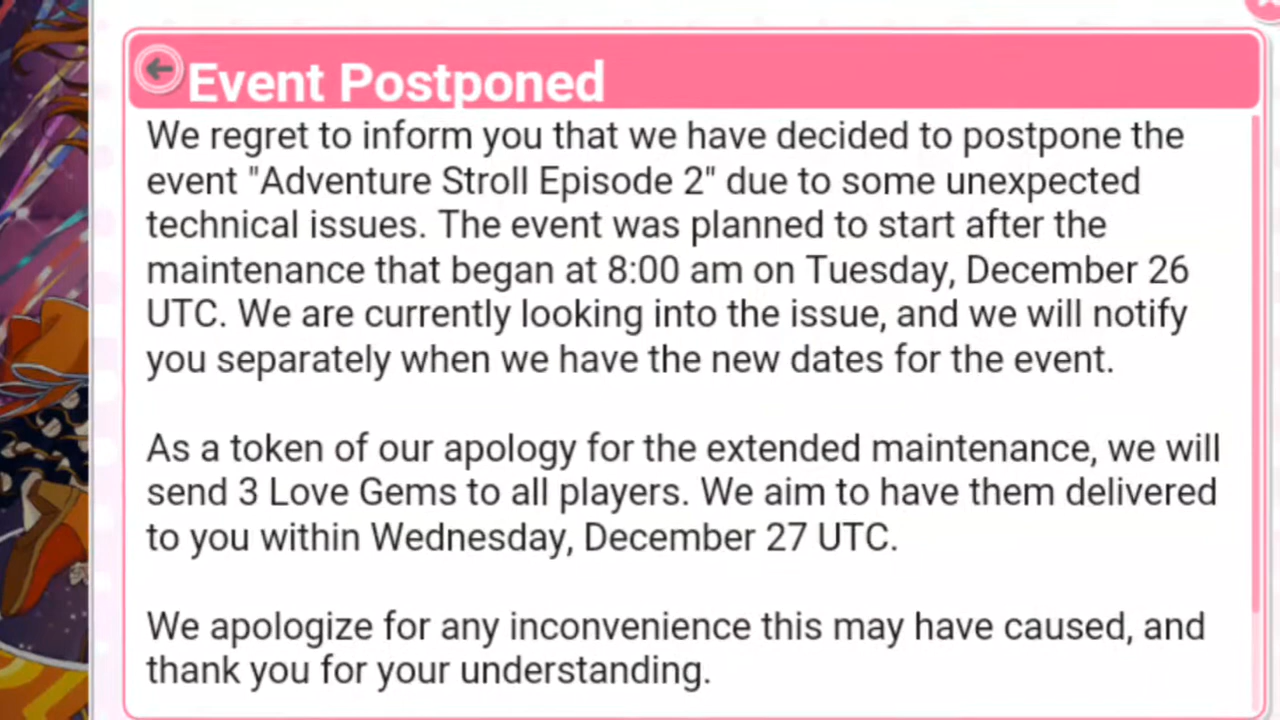 Event Postponed
We regret to inform you that we have decided to postpone the
event "Adventure Stroll Episode 2" due to some unexpected
technical issues. The event was planned to start after the
maintenance that began at 8:00 am on Tuesday, December 26
UTC. We are currently looking into the issue, and we will notify
you separately when we have the new dates for the event.
As a token of our apology for the extended maintenance, we will
send 3 Love Gems to all players. We aim to have them delivered
to you within Wednesday, December 27 UTC.
We apologize for any inconvenience this may have caused, and
thank you for your understanding.